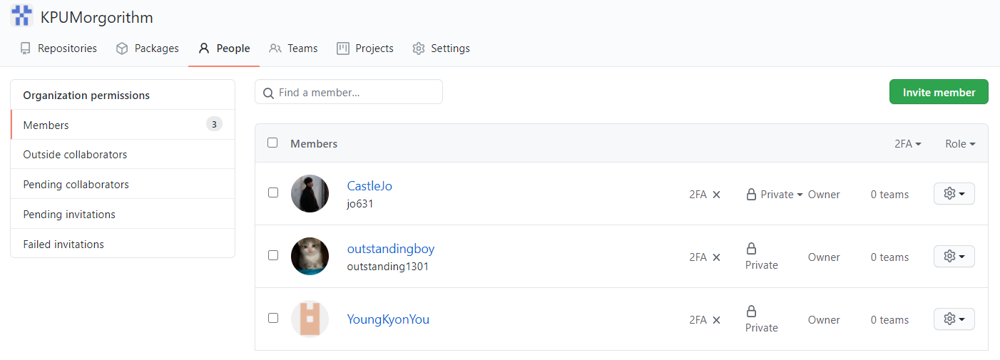 KPUMorgorithm
Repositories Packages People Teams Projects Settings
Organization permissions
Members 3
Outside collaborators
Pending collaborators
Pending invitations
Failed invitations
Find a member...
Invite member
Members 2FA Role
CastleJo
jo631
2FA Private Owner 0 teams
outstandingboy
outstanding1301
2FA Private Owner 0 teams
YoungKyonYou
2FA Private Owner 0 teams